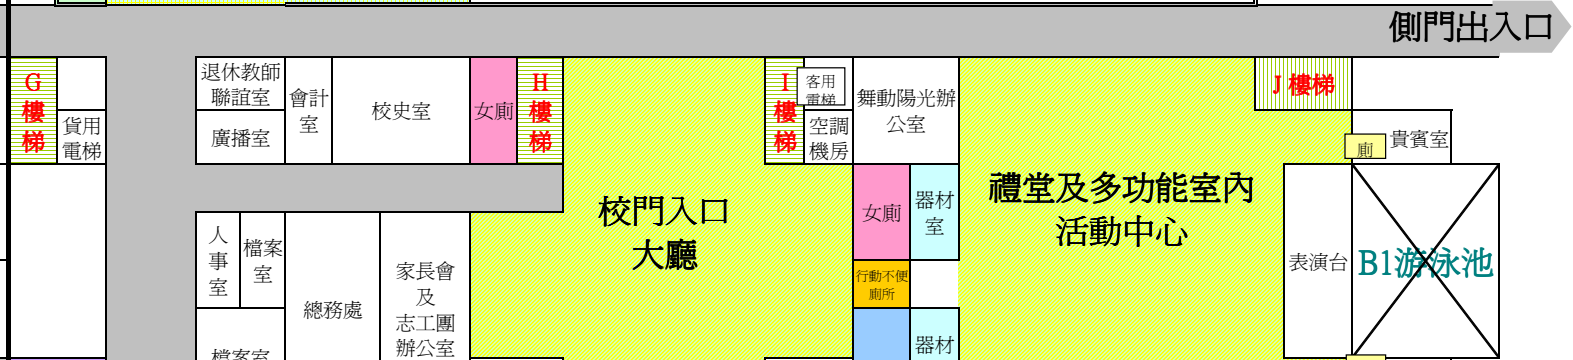 側門出入口
G
樓
梯
貨用
電梯
退休教師
聯誼室
廣播室
會計
室
校史室
女廁
H
樓
梯
I
樓
梯
客用
電梯
空調
機房
舞動陽光辦
公室
J樓梯
廁
貴賓室
校門入口
大廳
女廁
器材
室
禮堂及多功能室內
活動中心
表演台
B1游泳池
人
事
室
檔案
室
總務處
家長會
及
志工團
辦公室
行動不便
廁所
器材
檔案室